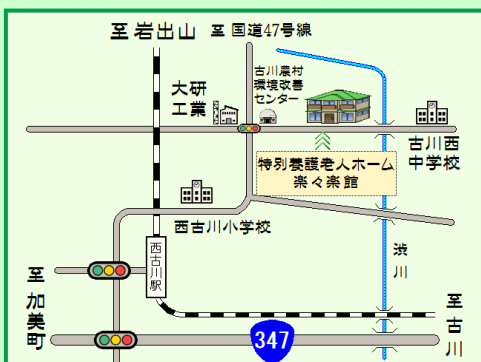 至岩出山
至 国道47号線
大研
工業
古川農村
環境改善
センター
古川西
中学校
特別養護老人ホーム
楽々楽館
西古川小学校
西古川駅
渋川
至加美町
至古川
347